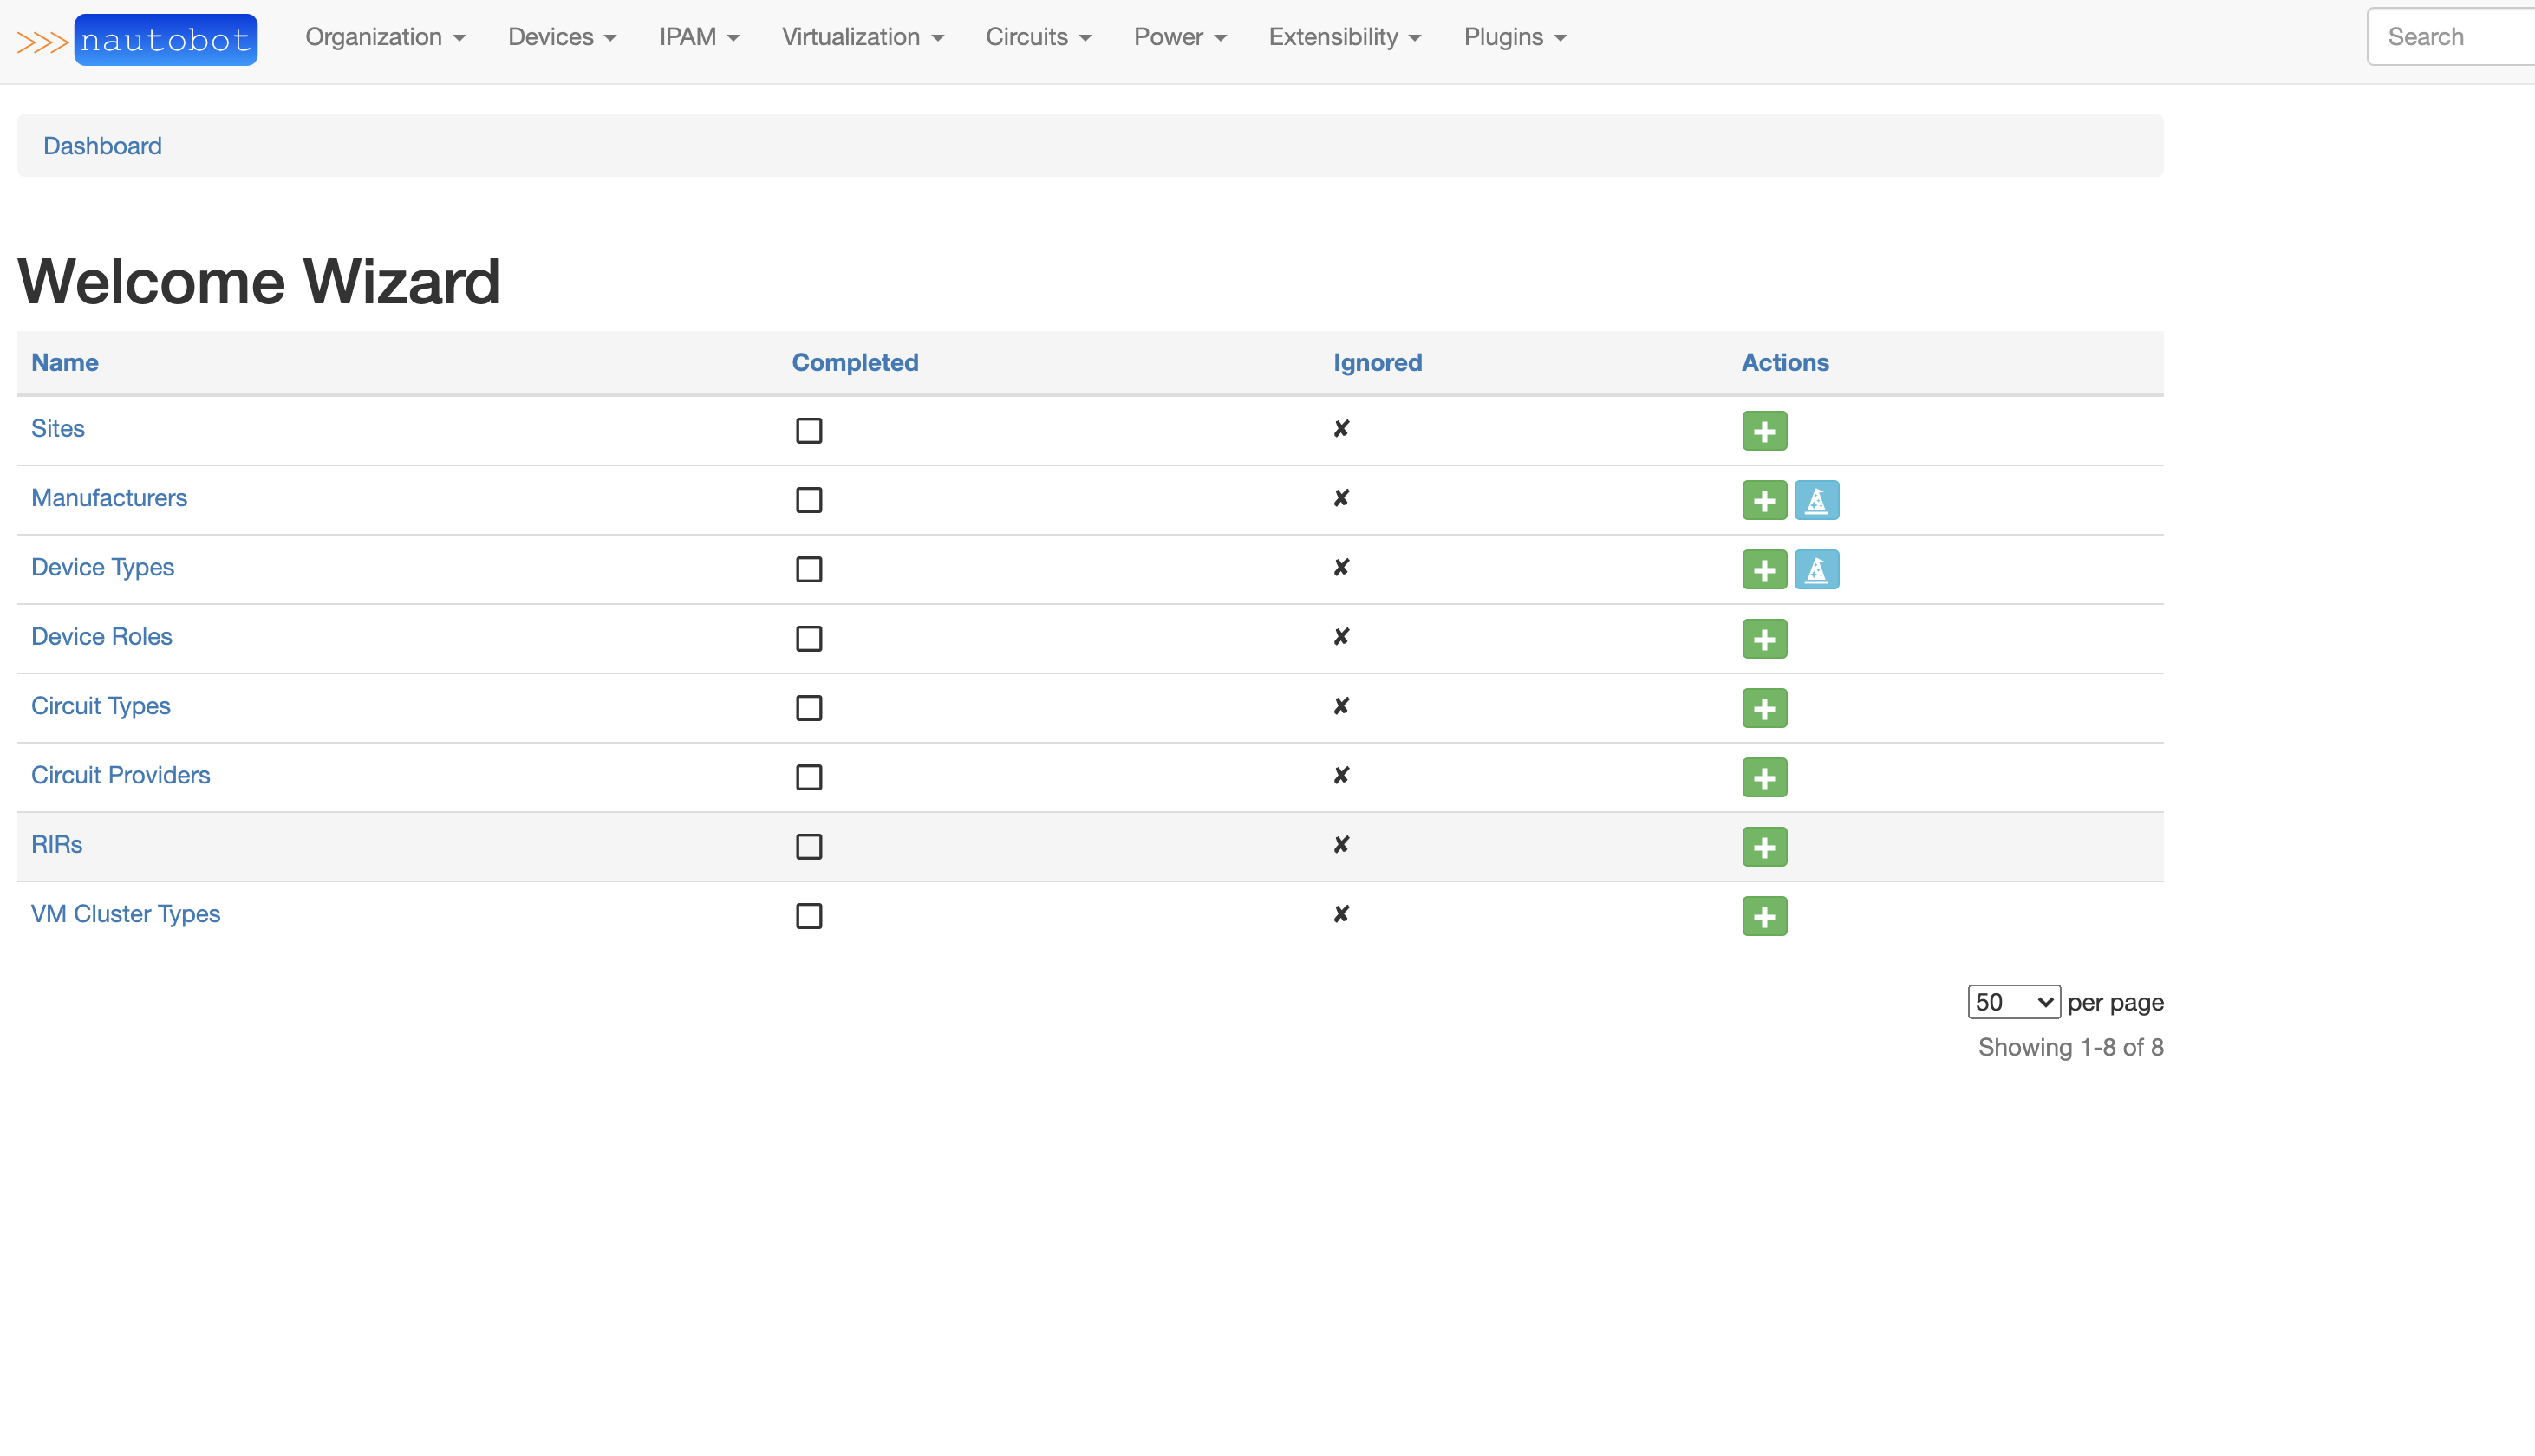 >>> nautobot Organization Devices IPAM Virtualization Circuits Power Extensibility Plugins Search
Dashboard
Welcome Wizard
Name Completed Ignored Actions
Sites ✘
Manufacturers ✘
Device Types ✘
Device Roles ✘
Circuit Types ✘
Circuit Providers ✘
RIRs ✘
VM Cluster Types ✘
50 per page
Showing 1-8 of 8